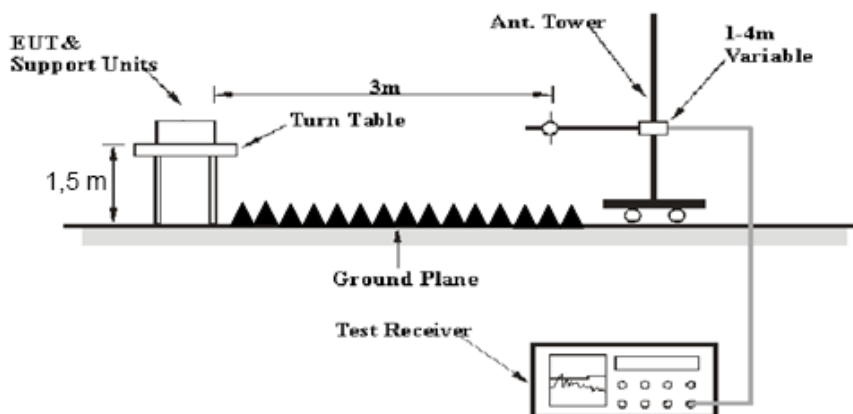 Ant. Tower
1-4m
Variable
EUT&
Support Units
3m
Turn Table
1,5 m
Ground Plane
Test Receiver